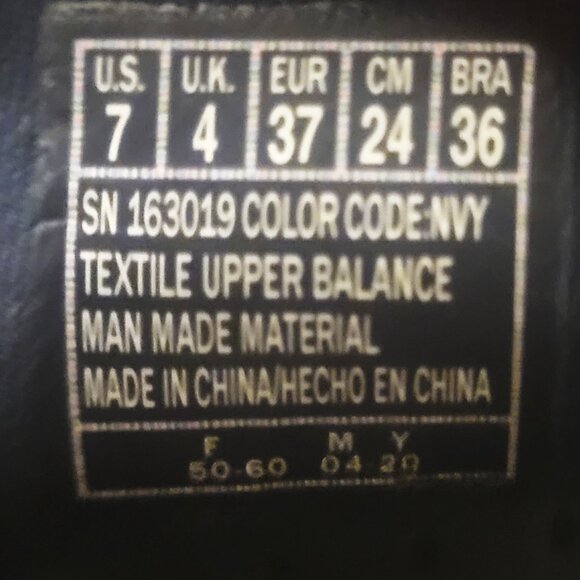 U.S. U.K. EUR CM BRA
7 4 37 24 36
SN 163019 COLOR CODE:NVY
TEXTILE UPPER BALANCE
MAN MADE MATERIAL
MADE IN CHINA/HECHO EN CHINA
F M Y
50-60 04-20